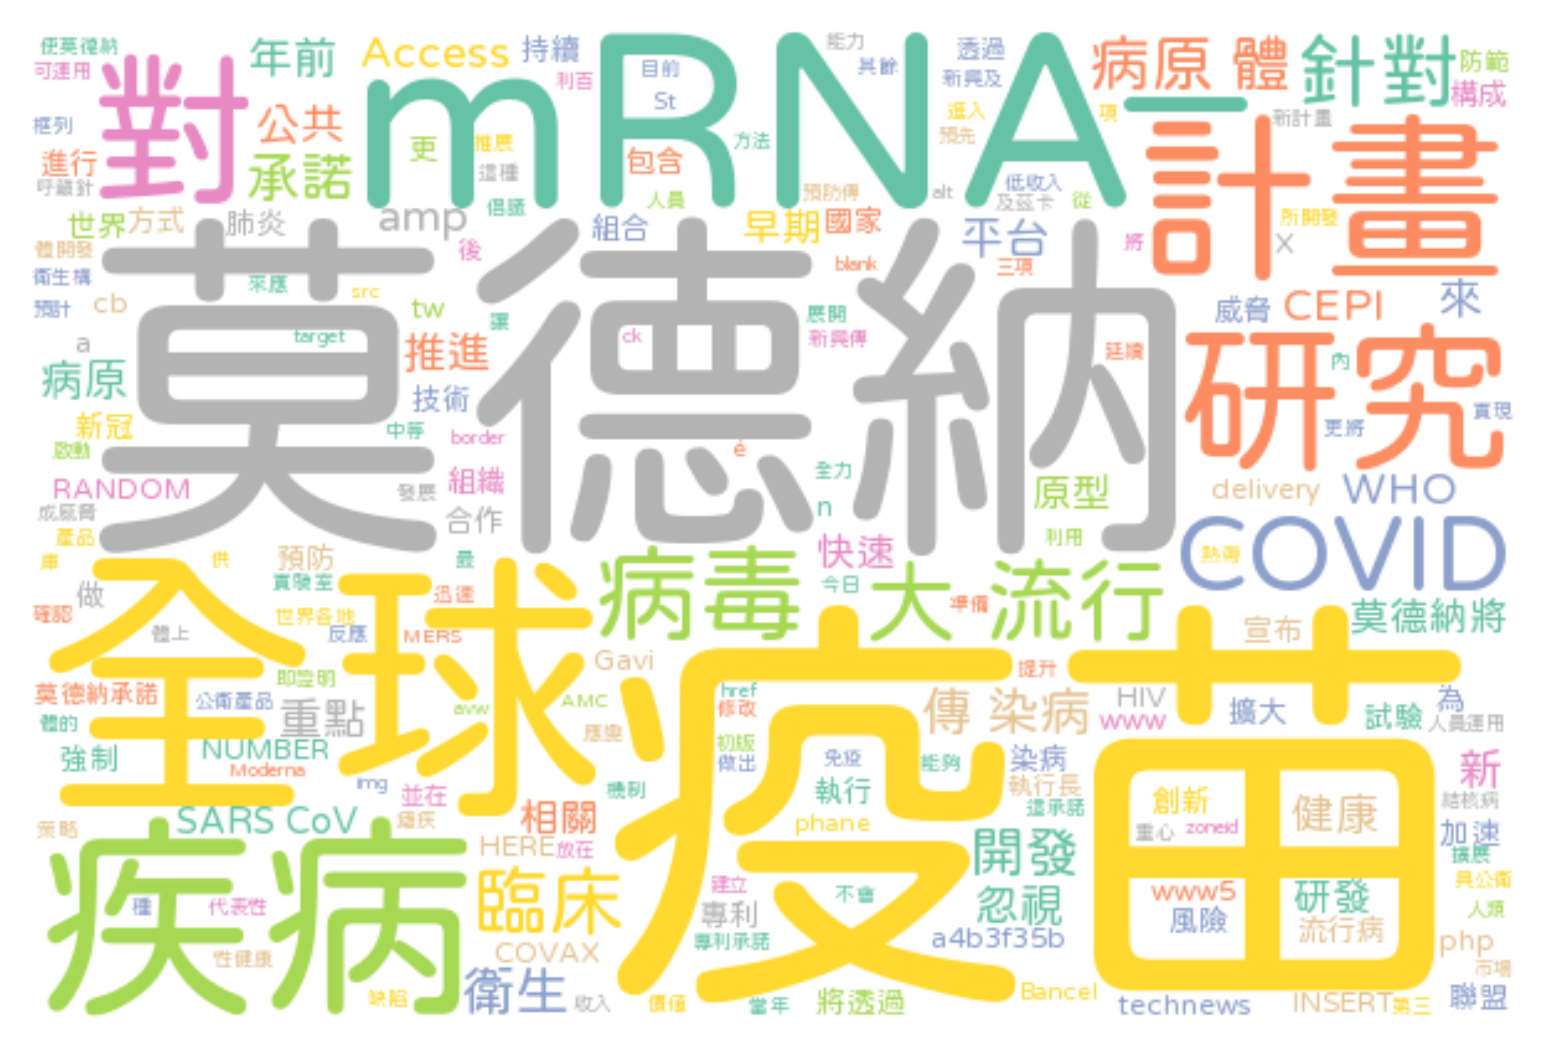 使莫德納
可運用
年前
Access
持續
利百
目前
St
能力
其餘
透過
新興及
病原 體
針對
防範
構成
對
mRNA
框列
公共
進行
承諾
呼籲針
更
推展
這種
包含
方法
進入
預先
項
新計畫
計畫
世界
方式
肺炎
amp
倡議
人員
組合
早期
國家
預防傳
alt
低收入
及茲卡
從
平台
所開發
X
將
體開發
衛生構
預計
cb
來應
src
後
tw
讓
blank
三項
威脅
CEPI
來
莫德納
a
target
推進
ck
展開
新興傳
延續
研究
內
病原
技術
實現
更將
新冠
啟動
中等
border
é
RANDOM
發展
組織
全力
n
原型
delivery
WHO
成威脅
合作
利用
產品
庫
供
預防
最
快速
COVID
熱帶
全球
實驗室
病毒
今日
大
流行
做
確認
世界各地
迅速
準備
體上
反應
MERS
宣布
莫德納將
Gavi
提升
疫苗
莫德納承諾
即證明
公衛產品
重點
avw
AMC
href
修改
傳 染病
HIV
www
擴大
為
試驗
人員運用
體的
強制
NUMBER
Moderna
應變
初版
做出
免疫
能夠
染病
新
img
並在
機制
執行
執行長
這承諾
創新
健康
結核病
策略
SARS CoV
瘧疾
相關
phane
重心
zoneid
加速
HERE
放在
開發
擴展
疾病
臨床
建立
不會
忽視
www5
研發
具公衛
種
代表性
專利
風險
人類
專利承諾
a4b3f35b
流行病
php
性健康
COVAX
市場
缺陷
衛生
收入
價值
當年
將透過
Bancel
technews
INSERT
第三
聯盟